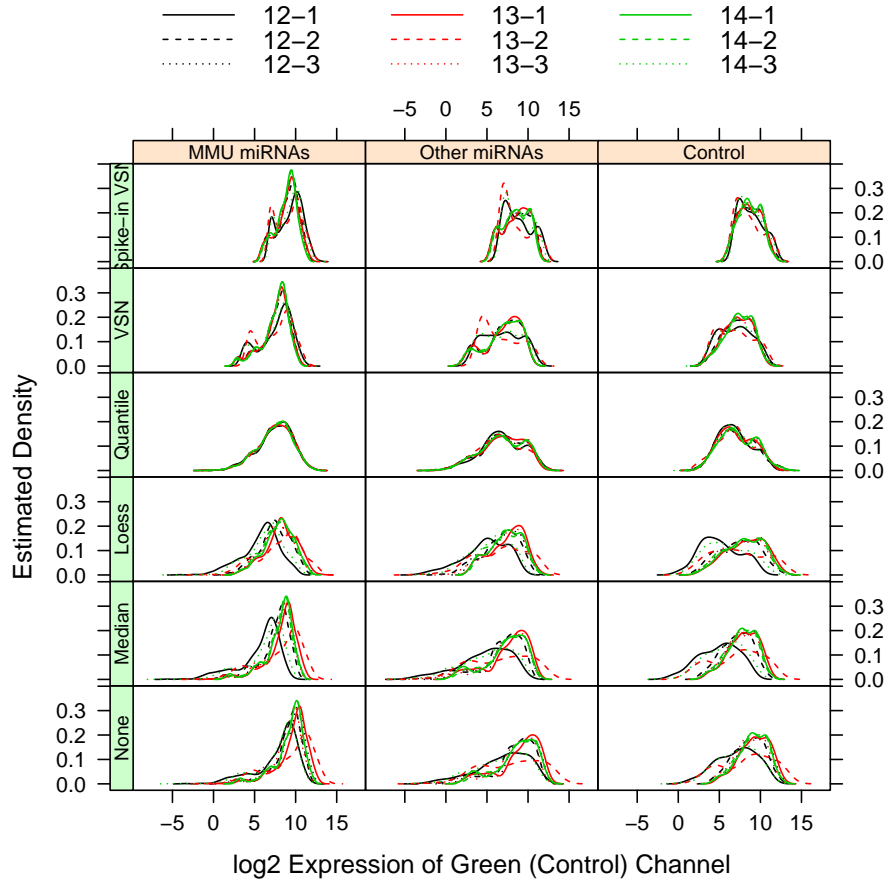 12−1 13−1 14−1
12−2 13−2 14−2
12−3 13−3 14−3
−5 0 5 10 15
MMU miRNAs Other miRNAs Control
Spike−in VSN
0.0 0.1 0.2 0.3
VSN
0.0 0.1 0.2 0.3
Quantile
0.0 0.1 0.2 0.3
Loess
0.0 0.1 0.2 0.3
Median
0.0 0.1 0.2 0.3
None
0.0 0.1 0.2 0.3
Estimated Density
−5 0 5 10 15 −5 0 5 10 15
log2 Expression of Green (Control) Channel